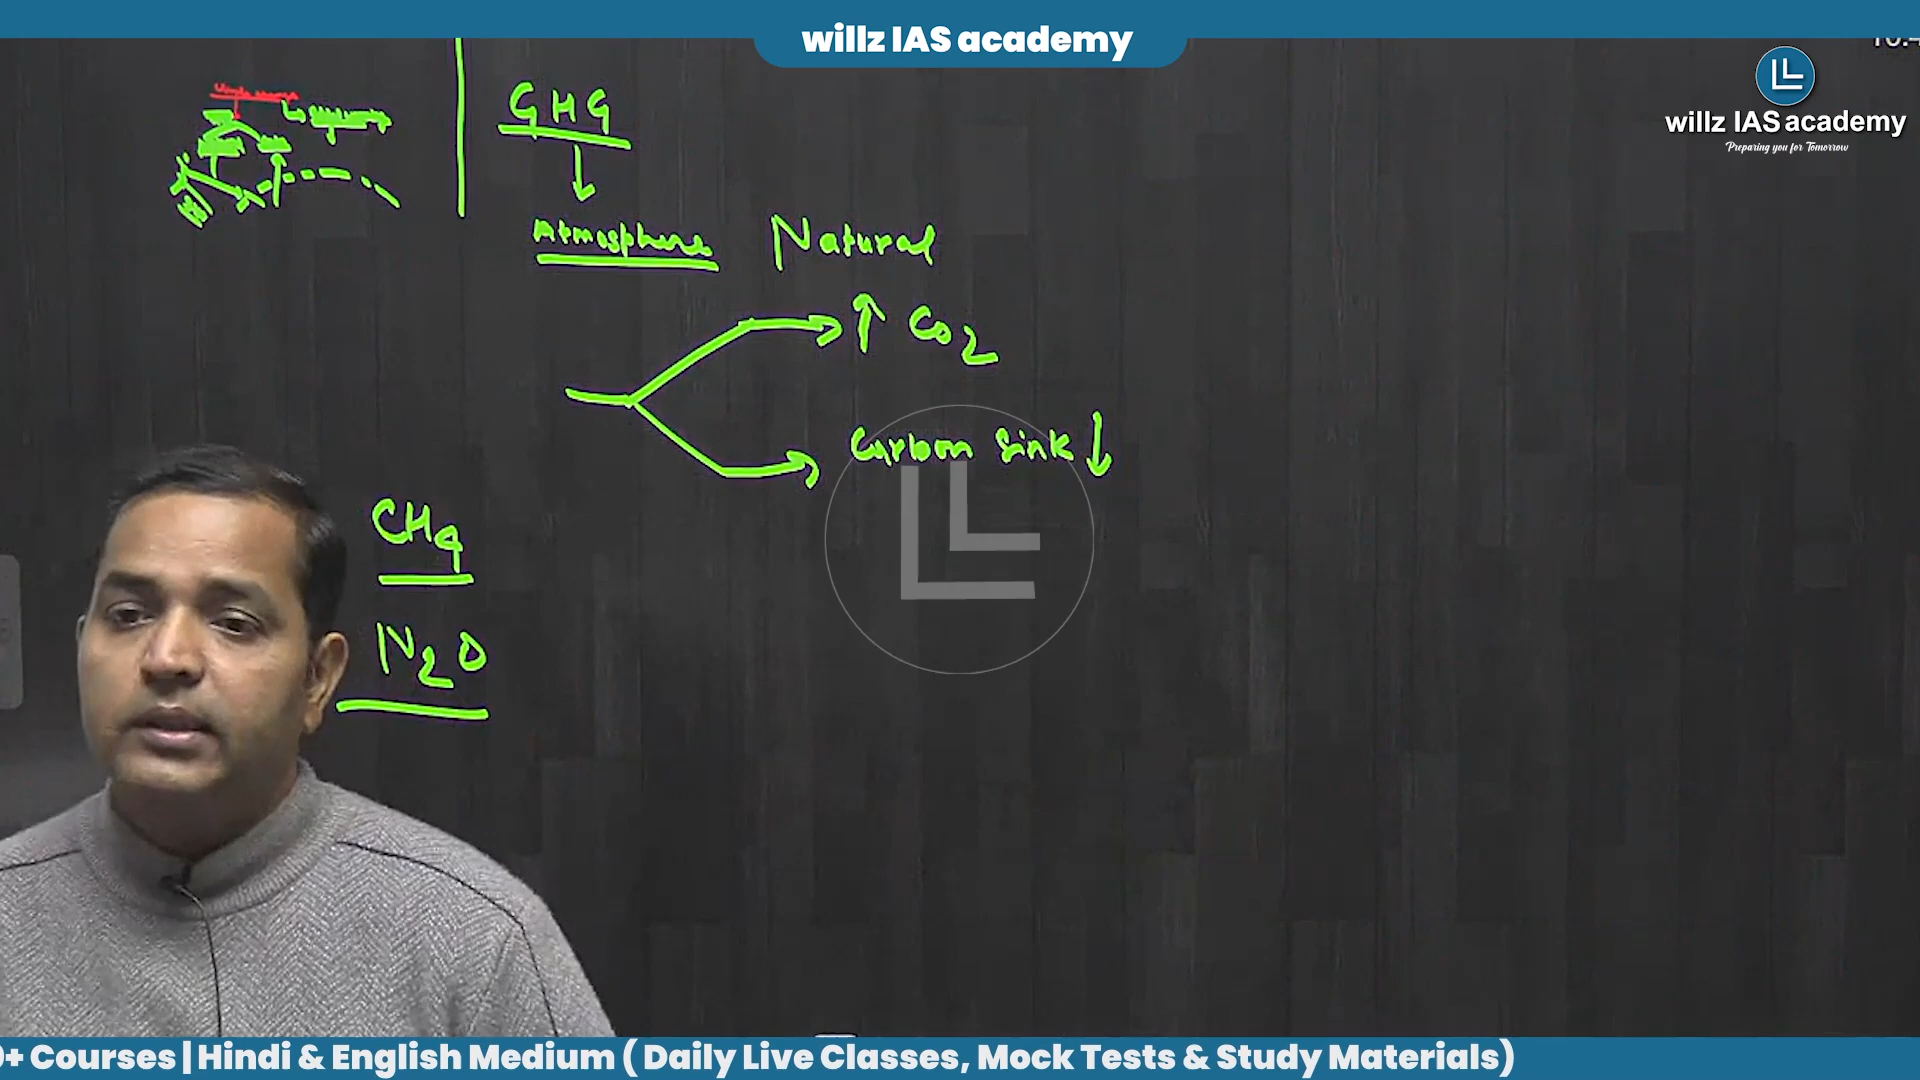 willz IAS academy
willz IAS academy
Preparing you for Tomorrow
GHG
Atmosphere Natural
↑ CO2
Carbon Sink ↓
CH4
N2O
+ Courses | Hindi & English Medium ( Daily Live Classes, Mock Tests & Study Materials)